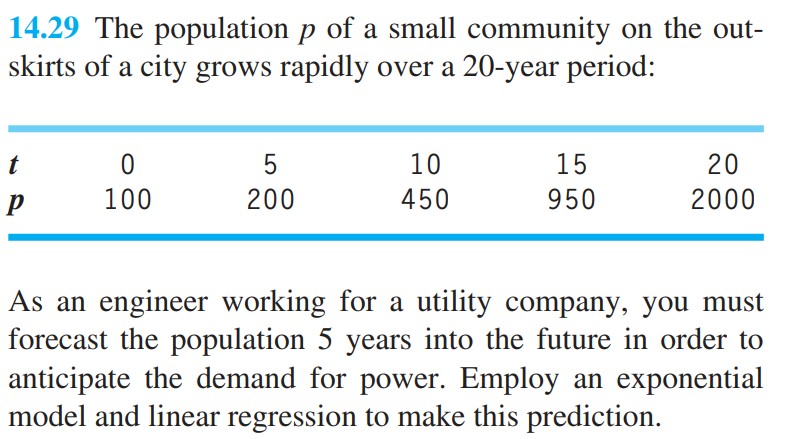 14.29 The population p of a small community on the out-
skirts of a city grows rapidly over a 20-year period:
t 0 5 10 15 20
p 100 200 450 950 2000
As an engineer working for a utility company, you must
forecast the population 5 years into the future in order to
anticipate the demand for power. Employ an exponential
model and linear regression to make this prediction.